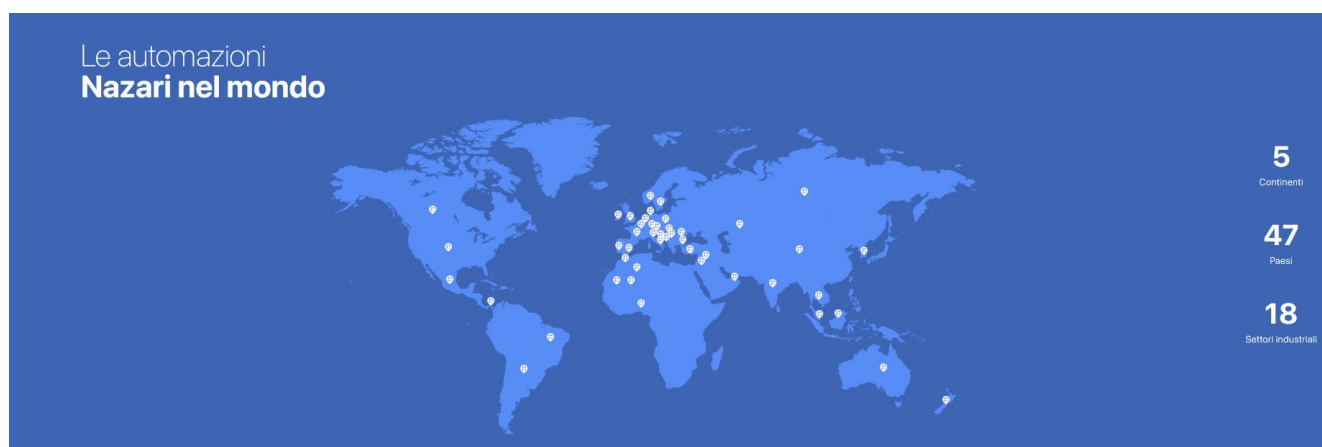 Le automazioni
Nazari nel mondo
5
Continenti
47
Paesi
18
Settori industriali